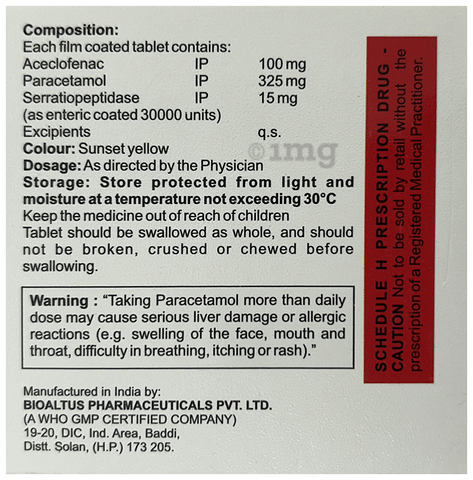 Composition:
Each film coated tablet contains:
Aceclofenac IP 100 mg
Paracetamol IP 325 mg
Serratiopeptidase IP 15 mg
(as enteric coated 30000 units)
Excipients q.s.
Colour: Sunset yellow
Dosage: As directed by the Physician
Storage: Store protected from light and
moisture at a temperature not exceeding 30°C
Keep the medicine out of reach of children
Tablet should be swallowed as whole, and should
not be broken, crushed or chewed before
swallowing.
Warning : “Taking Paracetamol more than daily
dose may cause serious liver damage or allergic
reactions (e.g. swelling of the face, mouth and
throat, difficulty in breathing, itching or rash).”
Manufactured in India by:
BIOALTUS PHARMACEUTICALS PVT. LTD.
(A WHO GMP CERTIFIED COMPANY)
19-20, DIC, Ind. Area, Baddi,
Distt. Solan, (H.P.) 173 205.
SCHEDULE H PRESCRIPTION DRUG -
CAUTION Not to be sold by retail without the
prescription of a Registered Medical Practitioner.
©1mg